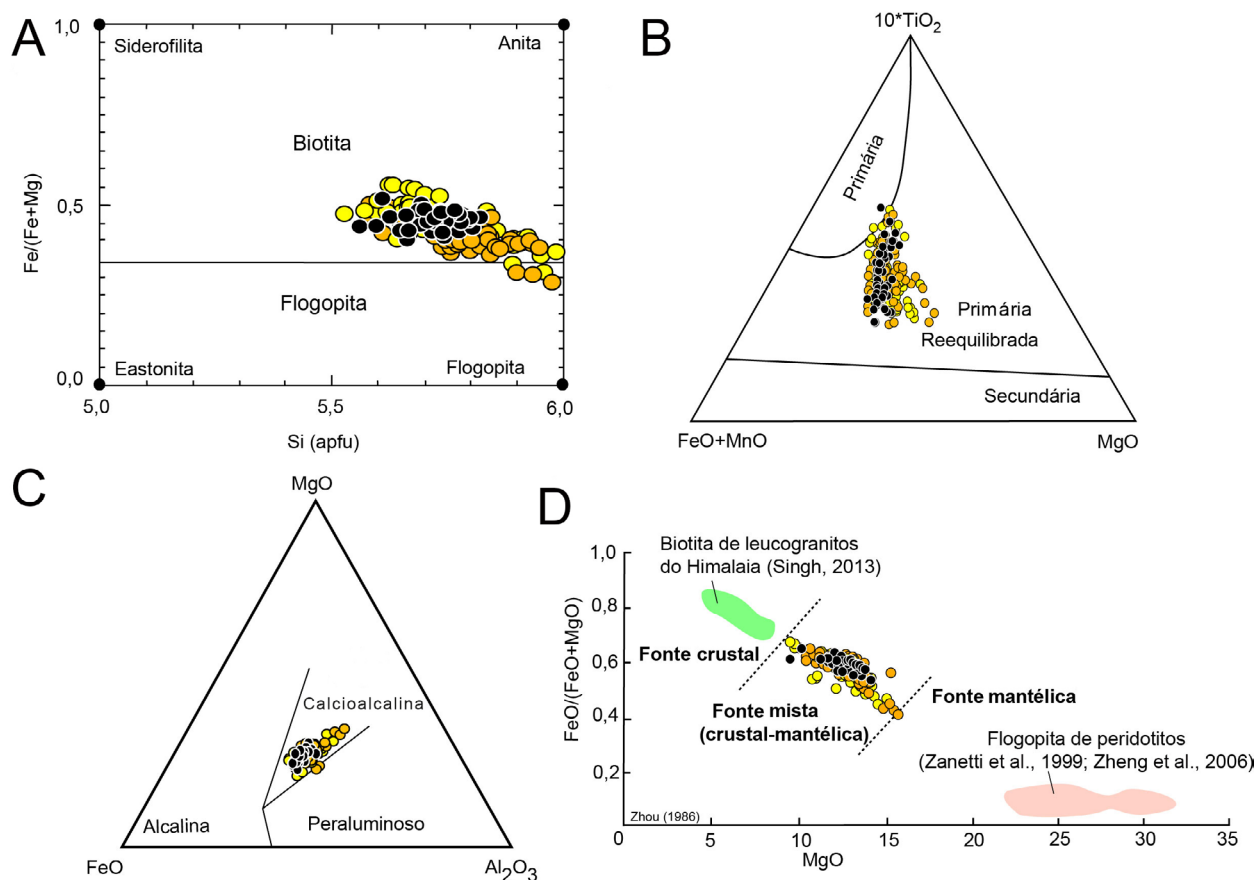 A
1,0
Siderofilita
Anita
Biotita
Fe/(Fe+Mg)
0,5
Flogopita
Eastonita
Flogopita
0,0
5,0
5,5
6,0
Si (apfu)
B
10*TiO₂
Primária
Primária
Reequilibrada
Secundária
FeO+MnO
MgO
C
MgO
Calcioalcalina
Alcalina
Peraluminoso
FeO
Al₂O₃
D
Biotita de leucogranitos
do Himalaia (Singh, 2013)
1,0
0,8
0,6
0,4
0,2
FeO/(FeO+MgO)
Fonte crustal
Fonte mista
(crustal-mantélica)
Fonte mantélica
Flogopita de peridotitos
(Zanetti et al., 1999; Zheng et al., 2006)
Zhou (1986)
0
5
10
15
20
25
30
35
MgO